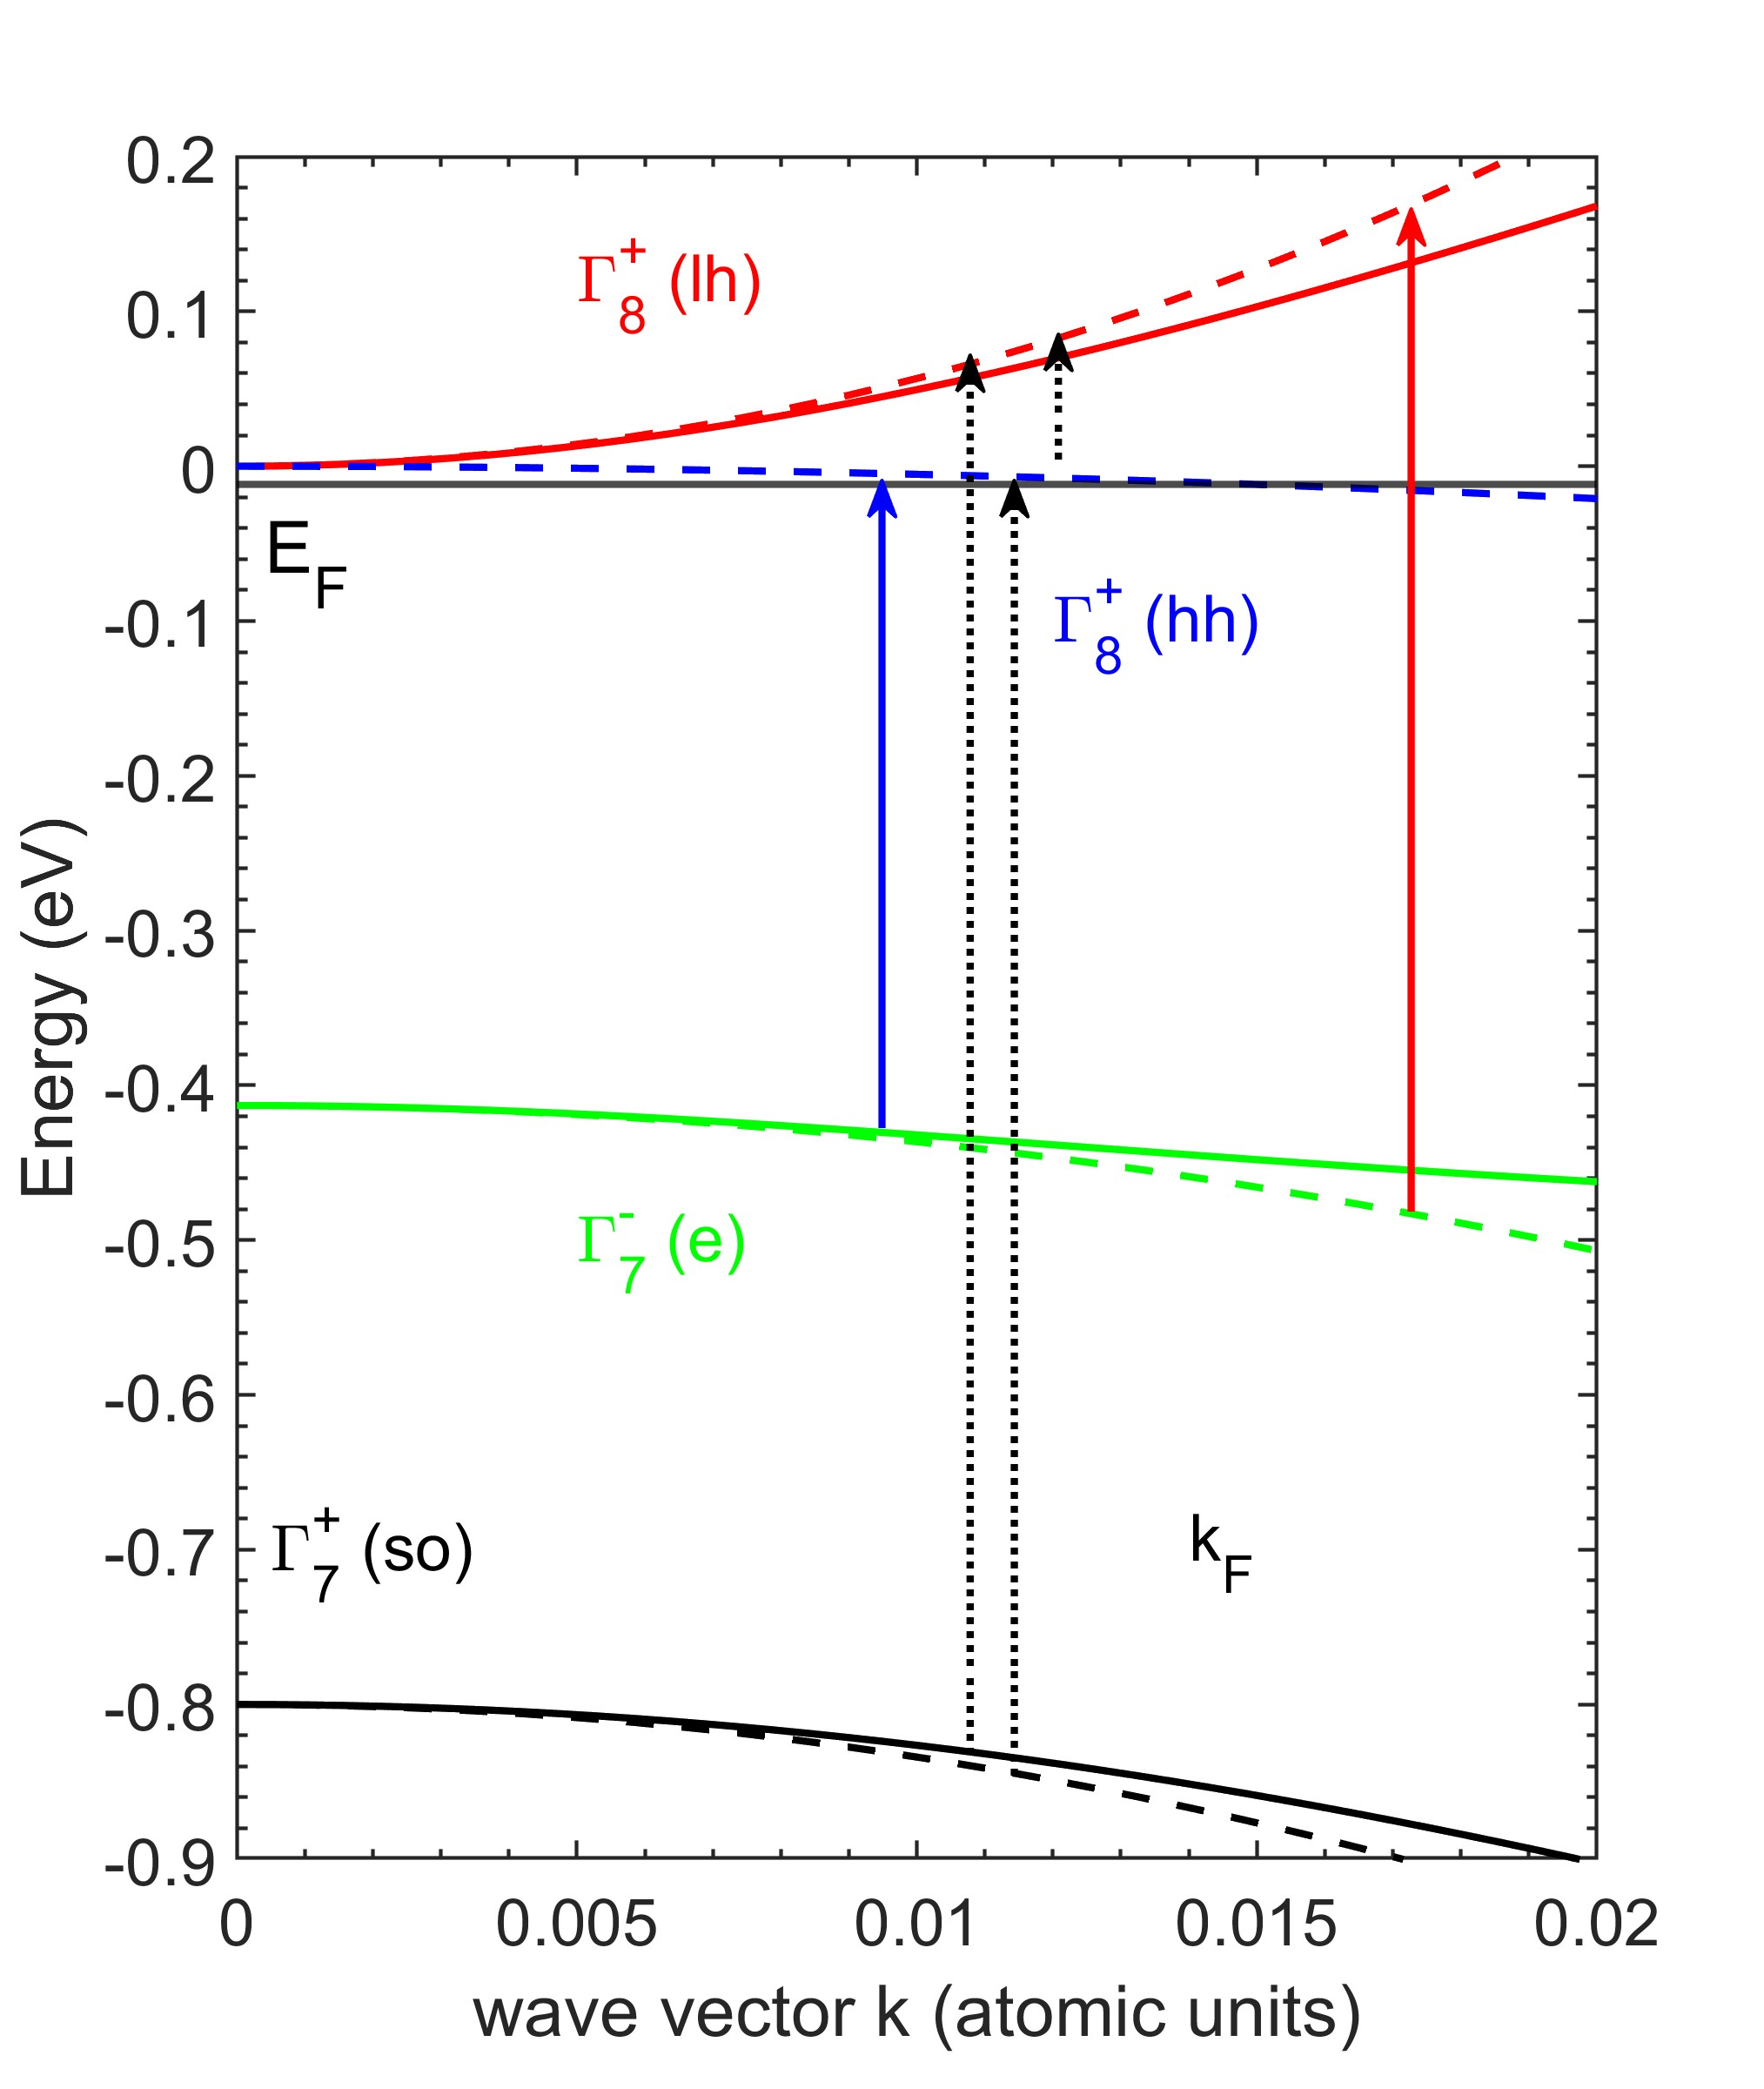 0.2
Γ8+ (lh)
0.1
0
EF
-0.1
Γ8+ (hh)
-0.2
-0.3
-0.4
-0.5
Γ7- (e)
-0.6
-0.7
Γ7+ (so)
kF
-0.8
-0.9
Energy (eV)
0 0.005 0.01 0.015 0.02
wave vector k (atomic units)